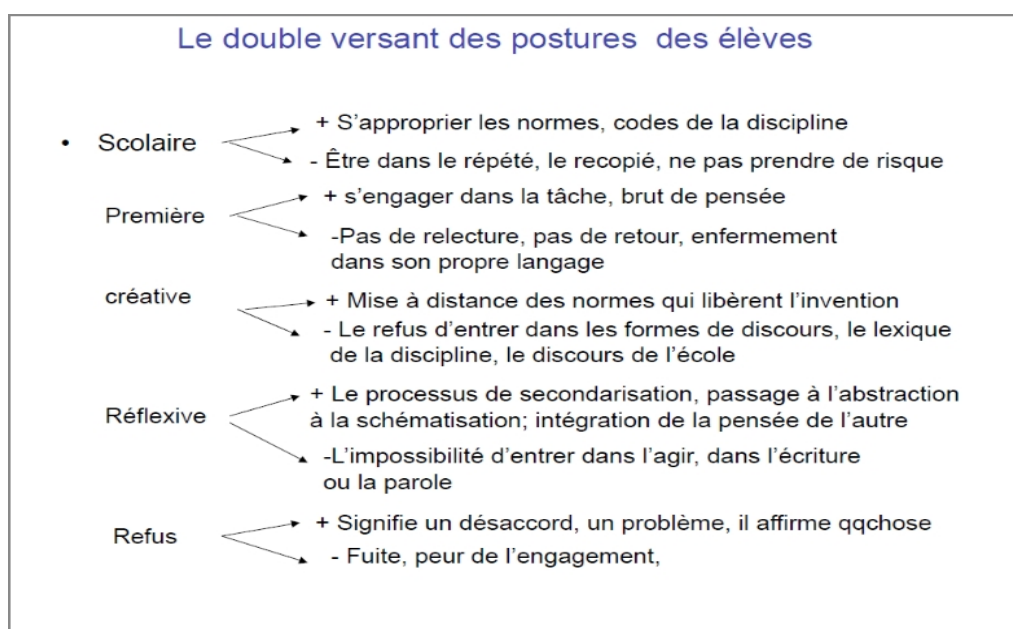 Le double versant des postures des élèves
• Scolaire
+ S'approprier les normes, codes de la discipline
- Être dans le répété, le recopié, ne pas prendre de risque
Première
+ s'engager dans la tâche, brut de pensée
-Pas de relecture, pas de retour, enfermement
dans son propre langage
créative
+ Mise à distance des normes qui libèrent l'invention
- Le refus d'entrer dans les formes de discours, le lexique
de la discipline, le discours de l'école
Réflexive
+ Le processus de secondarisation, passage à l'abstraction
à la schématisation; intégration de la pensée de l'autre
-L'impossibilité d'entrer dans l'agir, dans l'écriture
ou la parole
Refus
+ Signifie un désaccord, un problème, il affirme qqchose
- Fuite, peur de l'engagement,